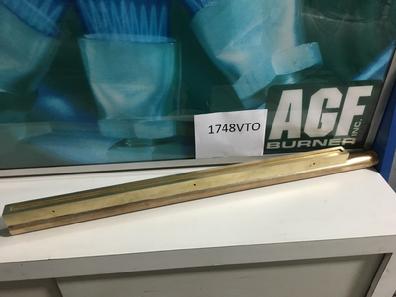 1748VTO
AGF
BURNER INC.